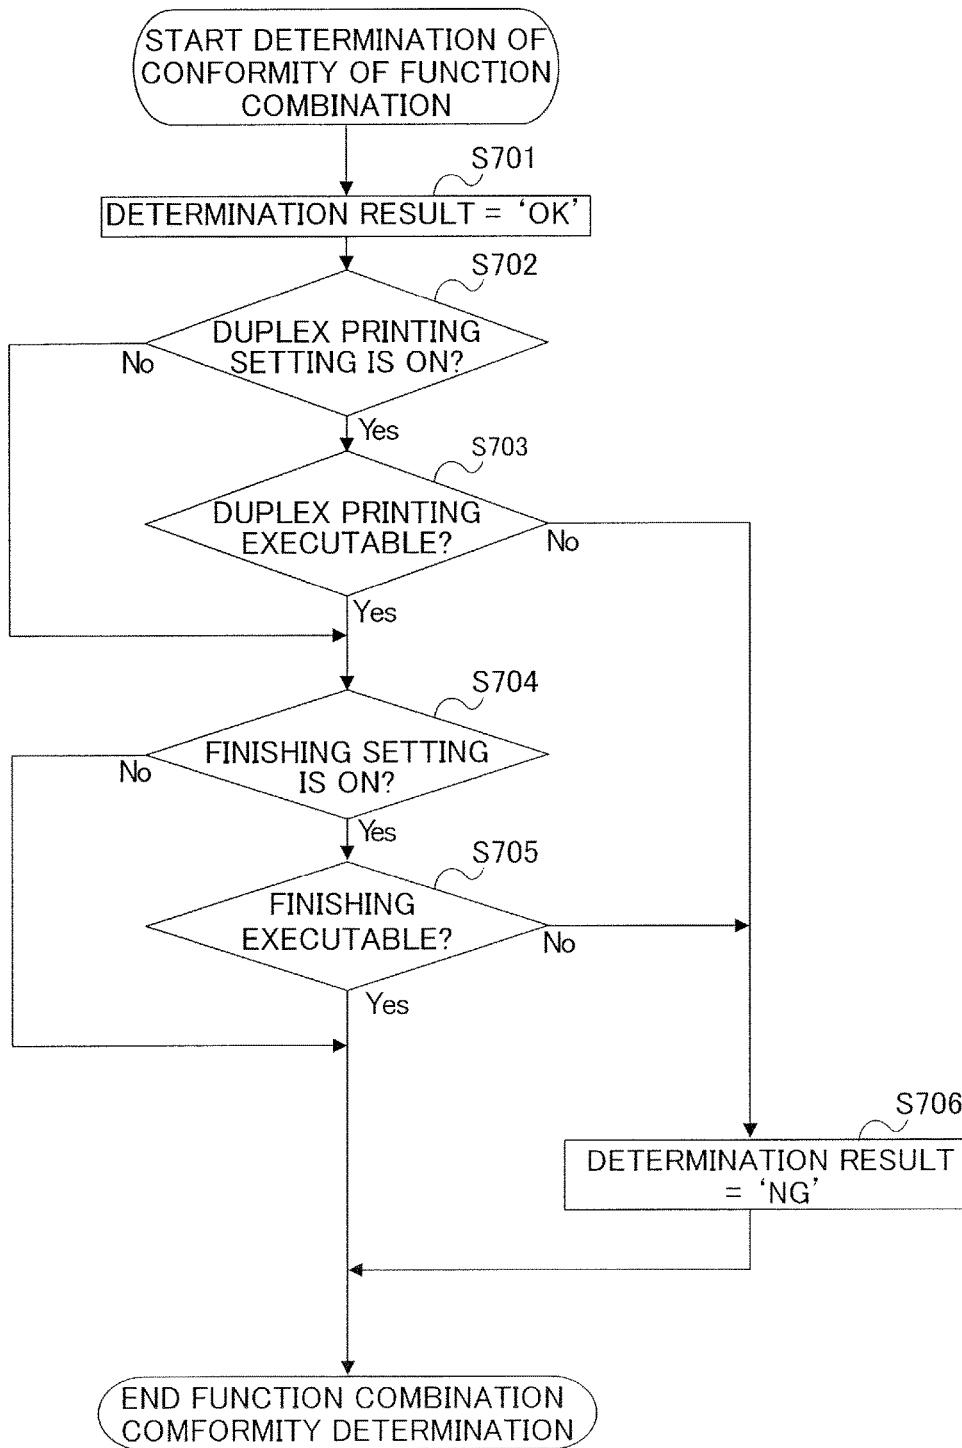 START DETERMINATION OF
CONFORMITY OF FUNCTION
COMBINATION
S701
DETERMINATION RESULT = ‘OK’
S702
DUPLEX PRINTING
SETTING IS ON?
No
Yes
S703
DUPLEX PRINTING
EXECUTABLE?
No
Yes
S704
FINISHING SETTING
IS ON?
No
Yes
S705
FINISHING
EXECUTABLE?
No
Yes
S706
DETERMINATION RESULT
= ‘NG’
END FUNCTION COMBINATION
COMFORMITY DETERMINATION